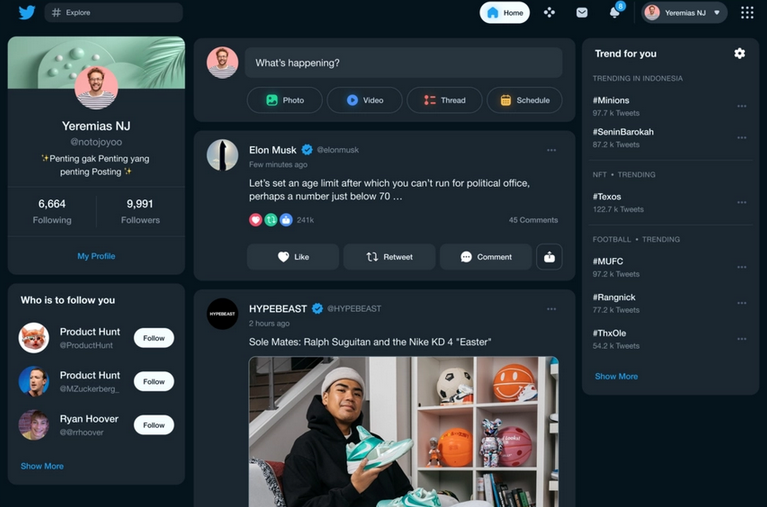 # Explore
Home
8
Yeremias NJ
Yeremias NJ
@notojoyoo
✨Penting gak Penting yang
penting Posting ✨
6,664
Following
9,991
Followers
My Profile
Who is to follow you
Product Hunt
@ProductHunt
Follow
Product Hunt
@MZuckerberg_
Follow
Ryan Hoover
@@rrhoover
Follow
Show More
What's happening?
Photo
Video
Thread
Schedule
Elon Musk @elonmusk
Few minutes ago
Let's set an age limit after which you can't run for political office,
perhaps a number just below 70 ...
241k
45 Comments
Like
Retweet
Comment
HYPEBEAST
HYPEBEAST @HYPEBEAST
2 hours ago
Sole Mates: Ralph Suguitan and the Nike KD 4 "Easter"
Trend for you
TRENDING IN INDONESIA
#Minions
97.7 k Tweets
#SeninBarokah
87.2 k Tweets
NFT • TRENDING
#Texos
122.7 k Tweets
FOOTBALL • TRENDING
#MUFC
97.2 k Tweets
#Rangnick
77.2 k Tweets
#ThxOle
54.2 k Tweets
Show More